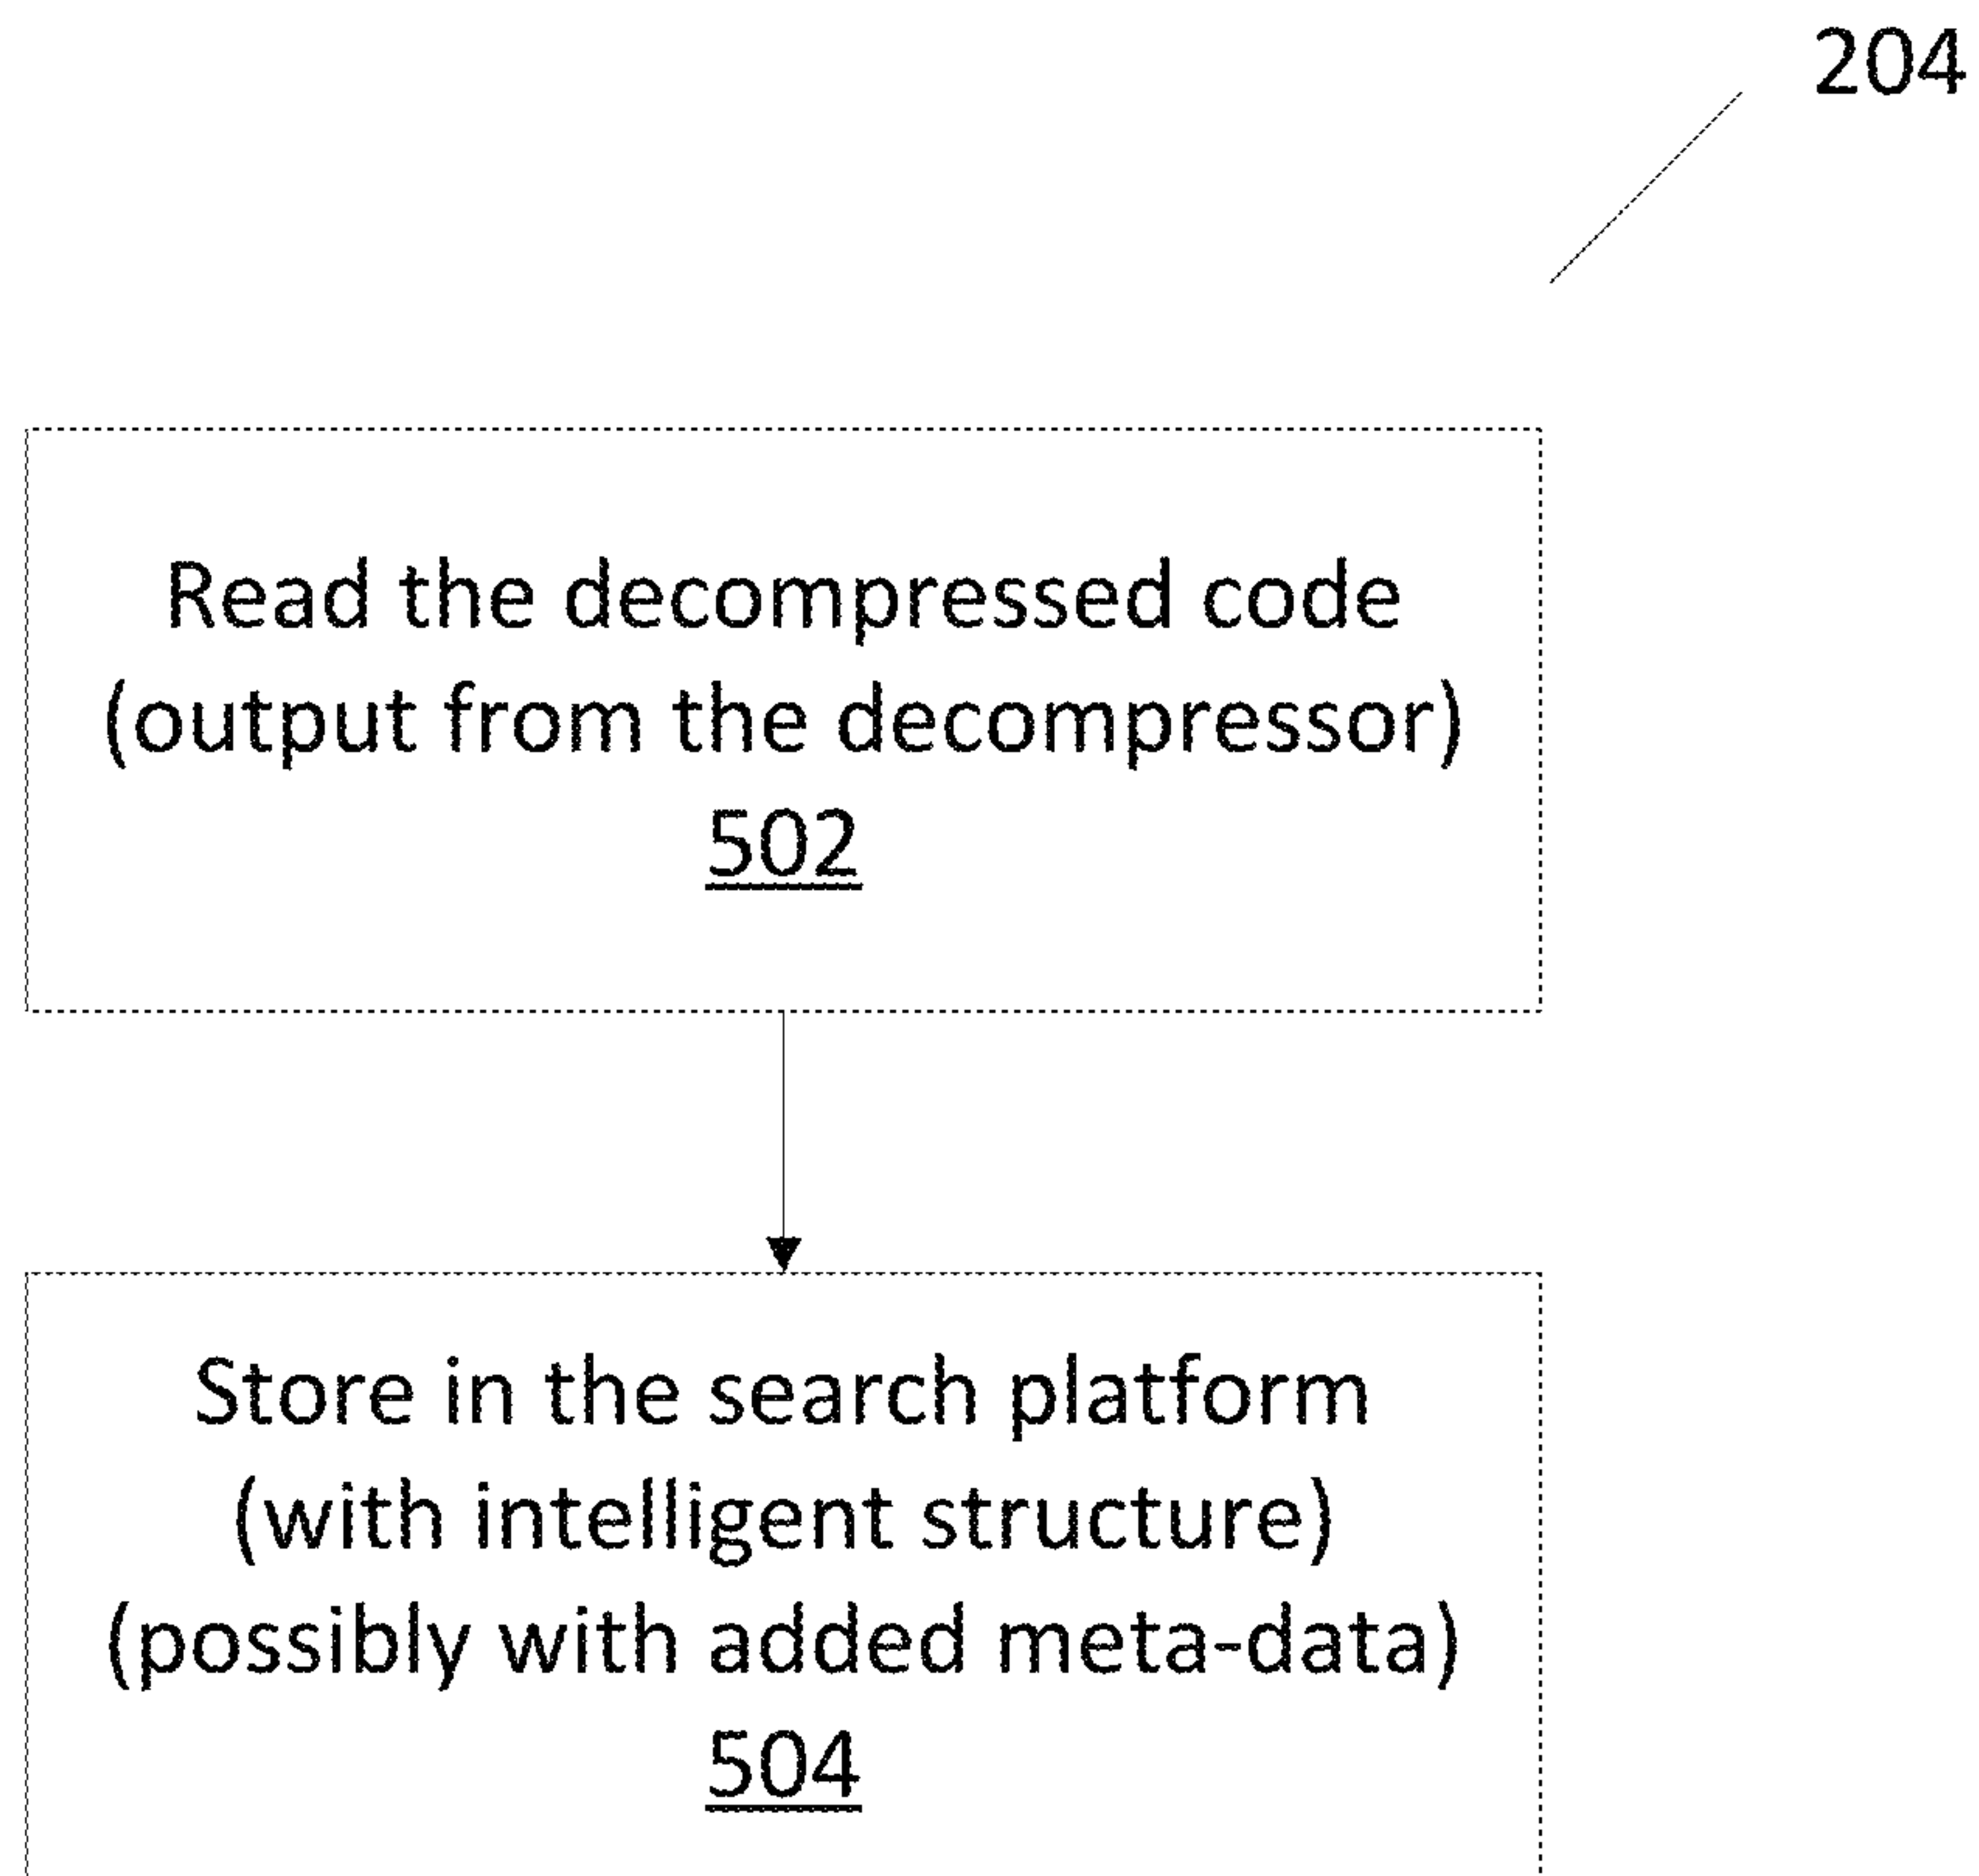 204
Read the decompressed code
(output from the decompressor)
502
Store in the search platform
(with intelligent structure)
(possibly with added meta-data)
504